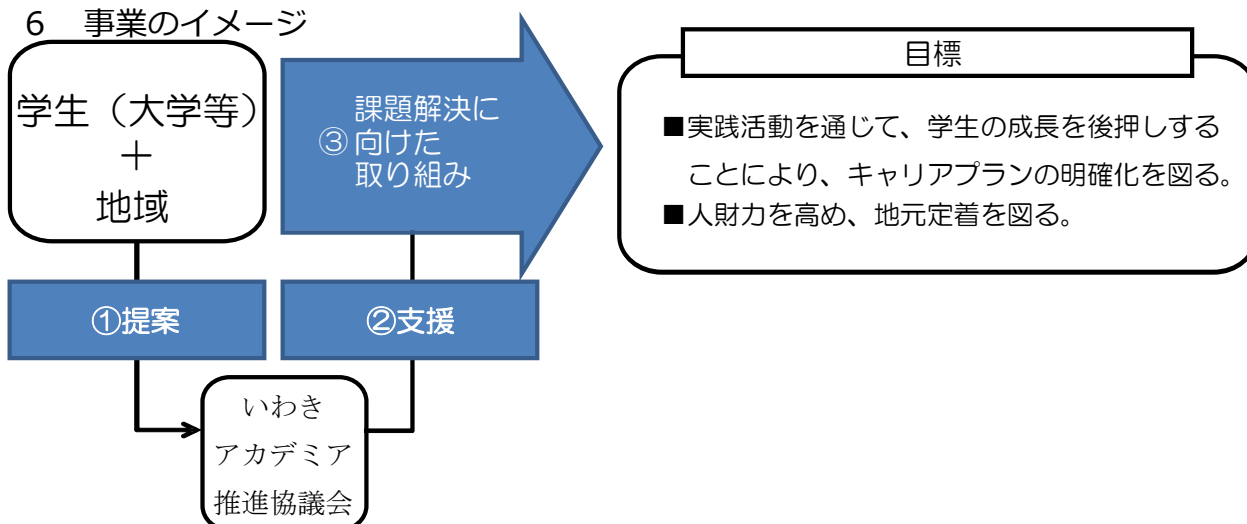 6 事業のイメージ
学生（大学等）
＋
地域
課題解決に
③向けた
取り組み
目標
■実践活動を通じて、学生の成長を後押しする
ことにより、キャリアプランの明確化を図る。
■人財力を高め、地元定着を図る。
①提案
②支援
いわき
アカデミア
推進協議会